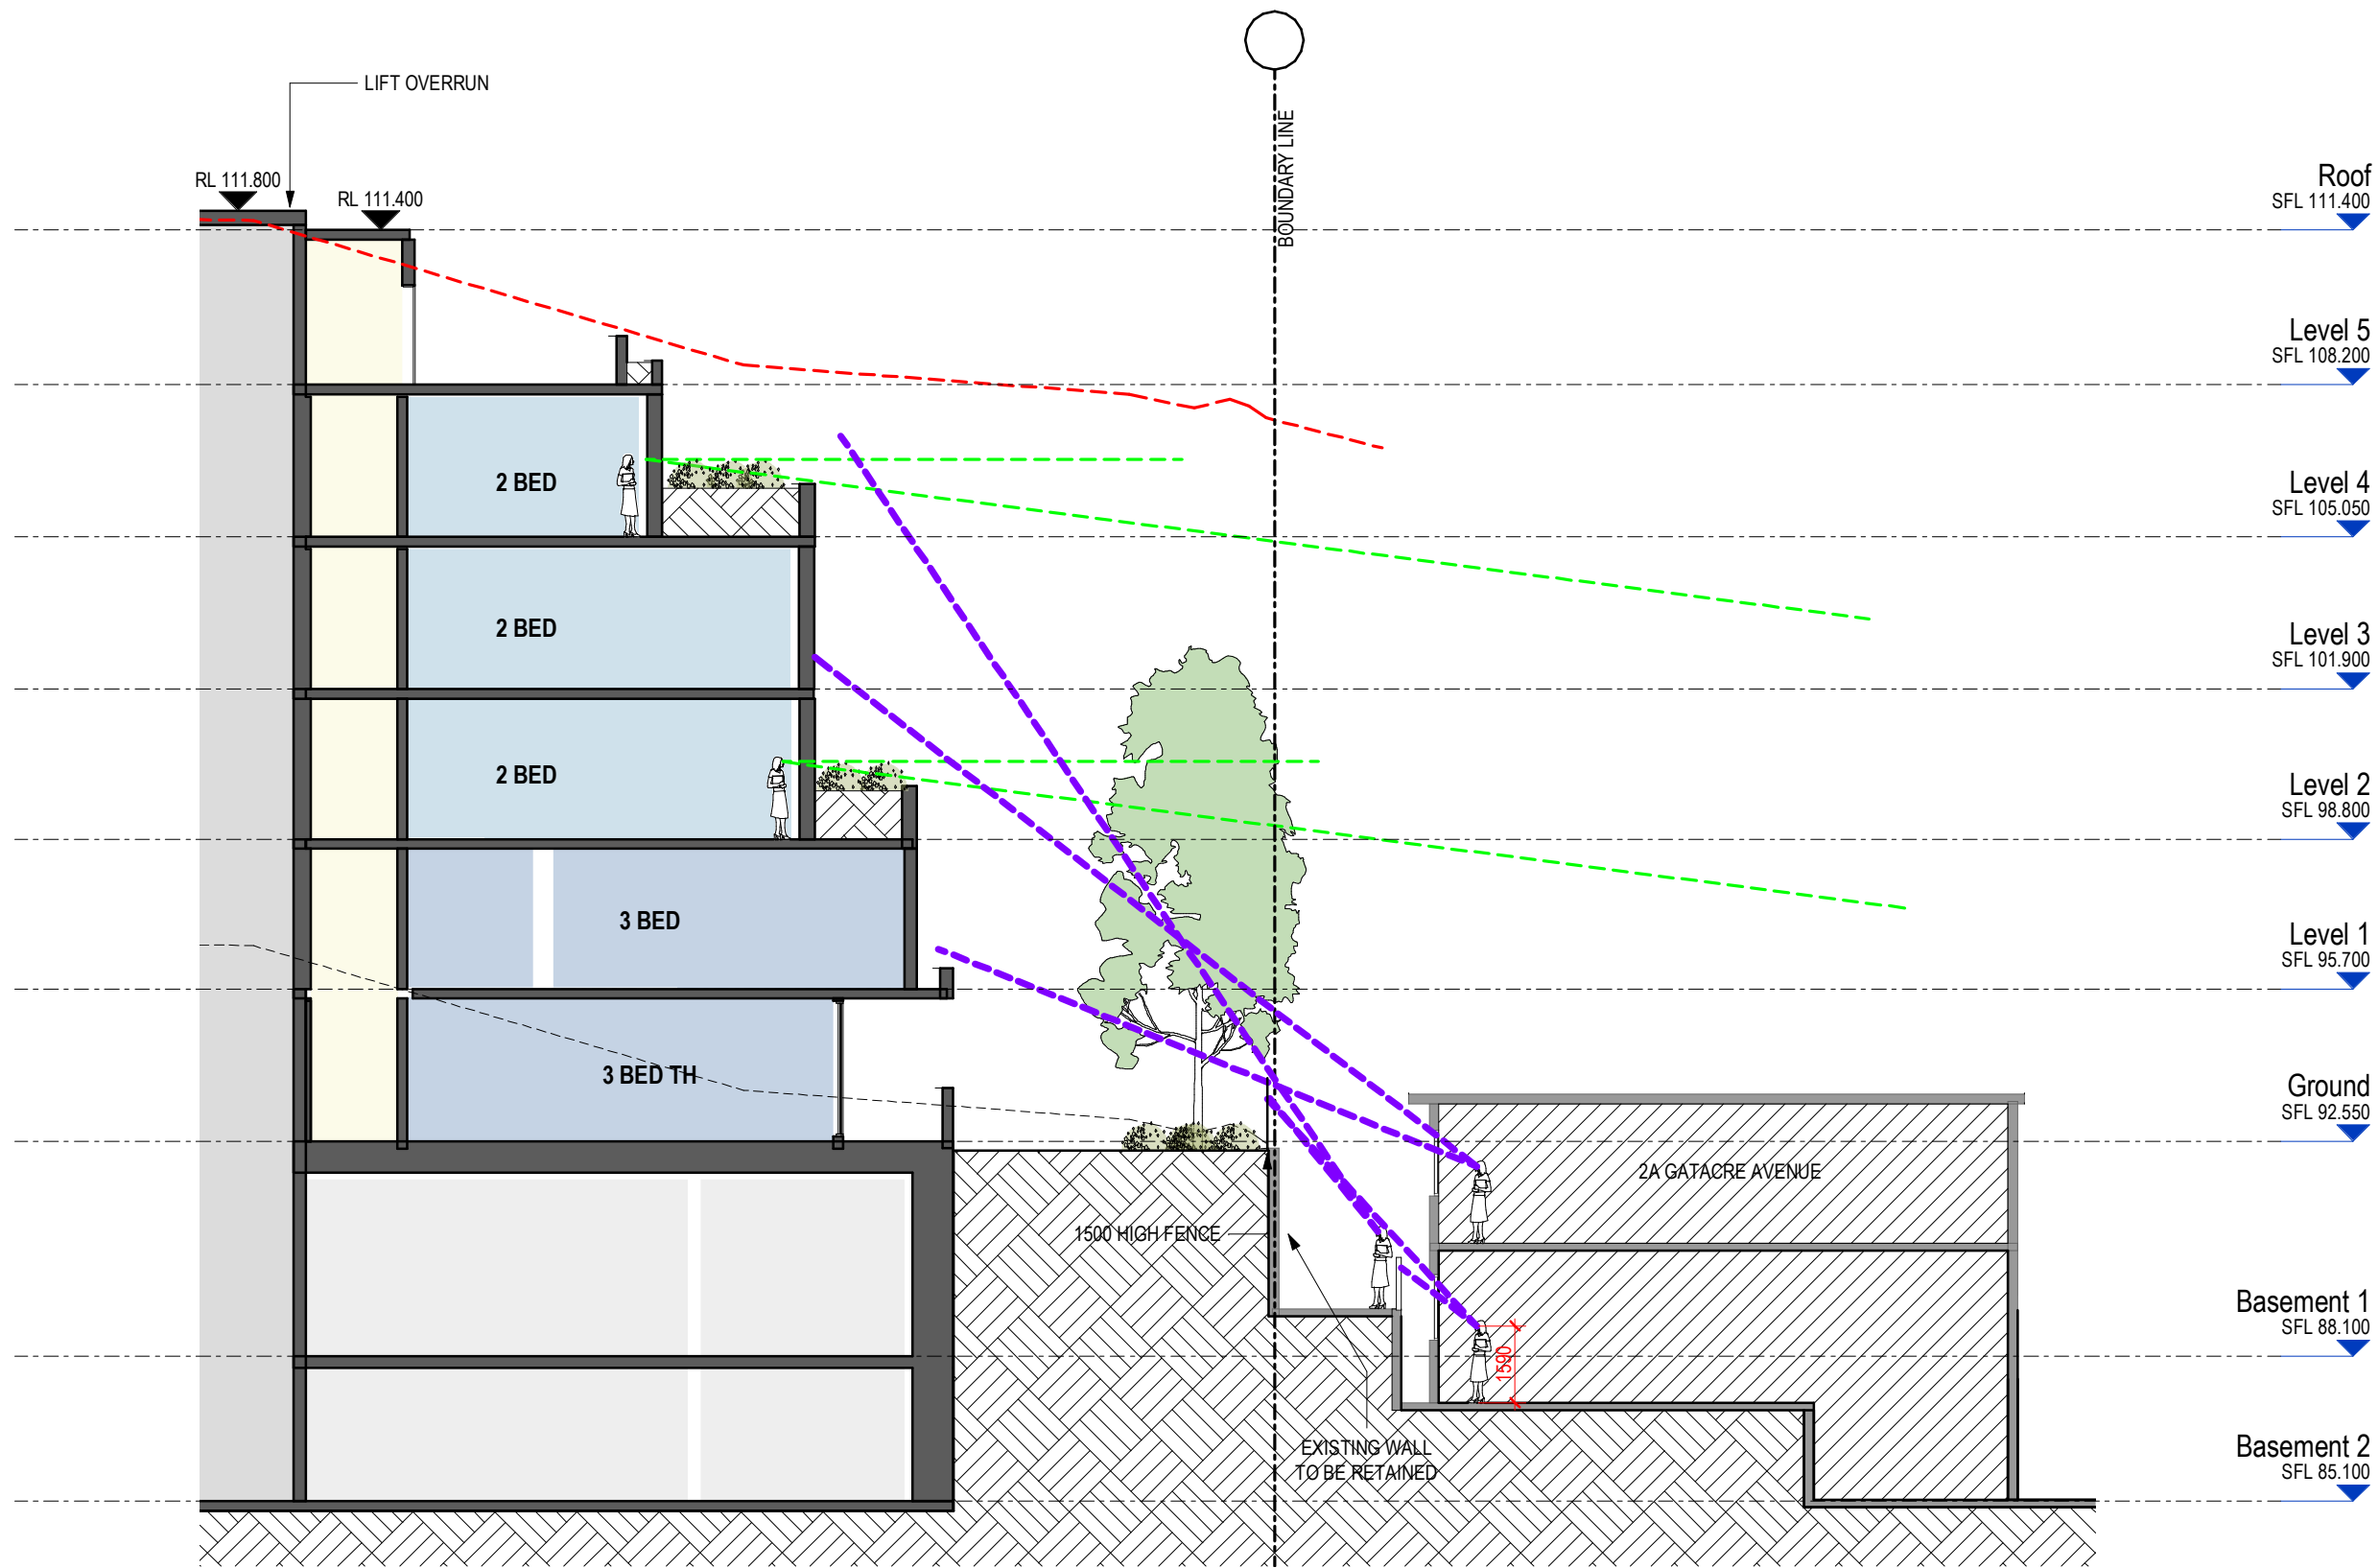 LIFT OVERRUN
BOUNDARY LINE
RL 111.800
RL 111.400
Roof
SFL 111.400
Level 5
SFL 108.200
2 BED
Level 4
SFL 105.050
2 BED
Level 3
SFL 101.900
2 BED
Level 2
SFL 98.800
3 BED
Level 1
SFL 95.700
3 BED TH
Ground
SFL 92.550
2A GATACRE AVENUE
1500 HIGH FENCE
Basement 1
SFL 88.100
1590
EXISTING WALL
TO BE RETAINED
Basement 2
SFL 85.100